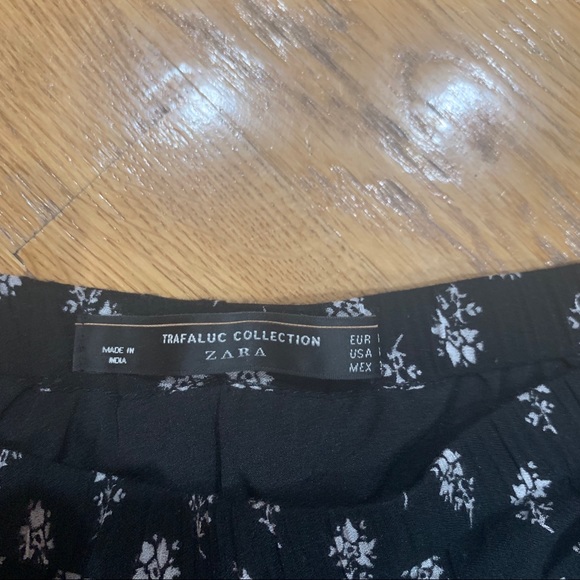 MADE IN
INDIA
TRAFALUC COLLECTION
ZARA
EUR
USA
MEX